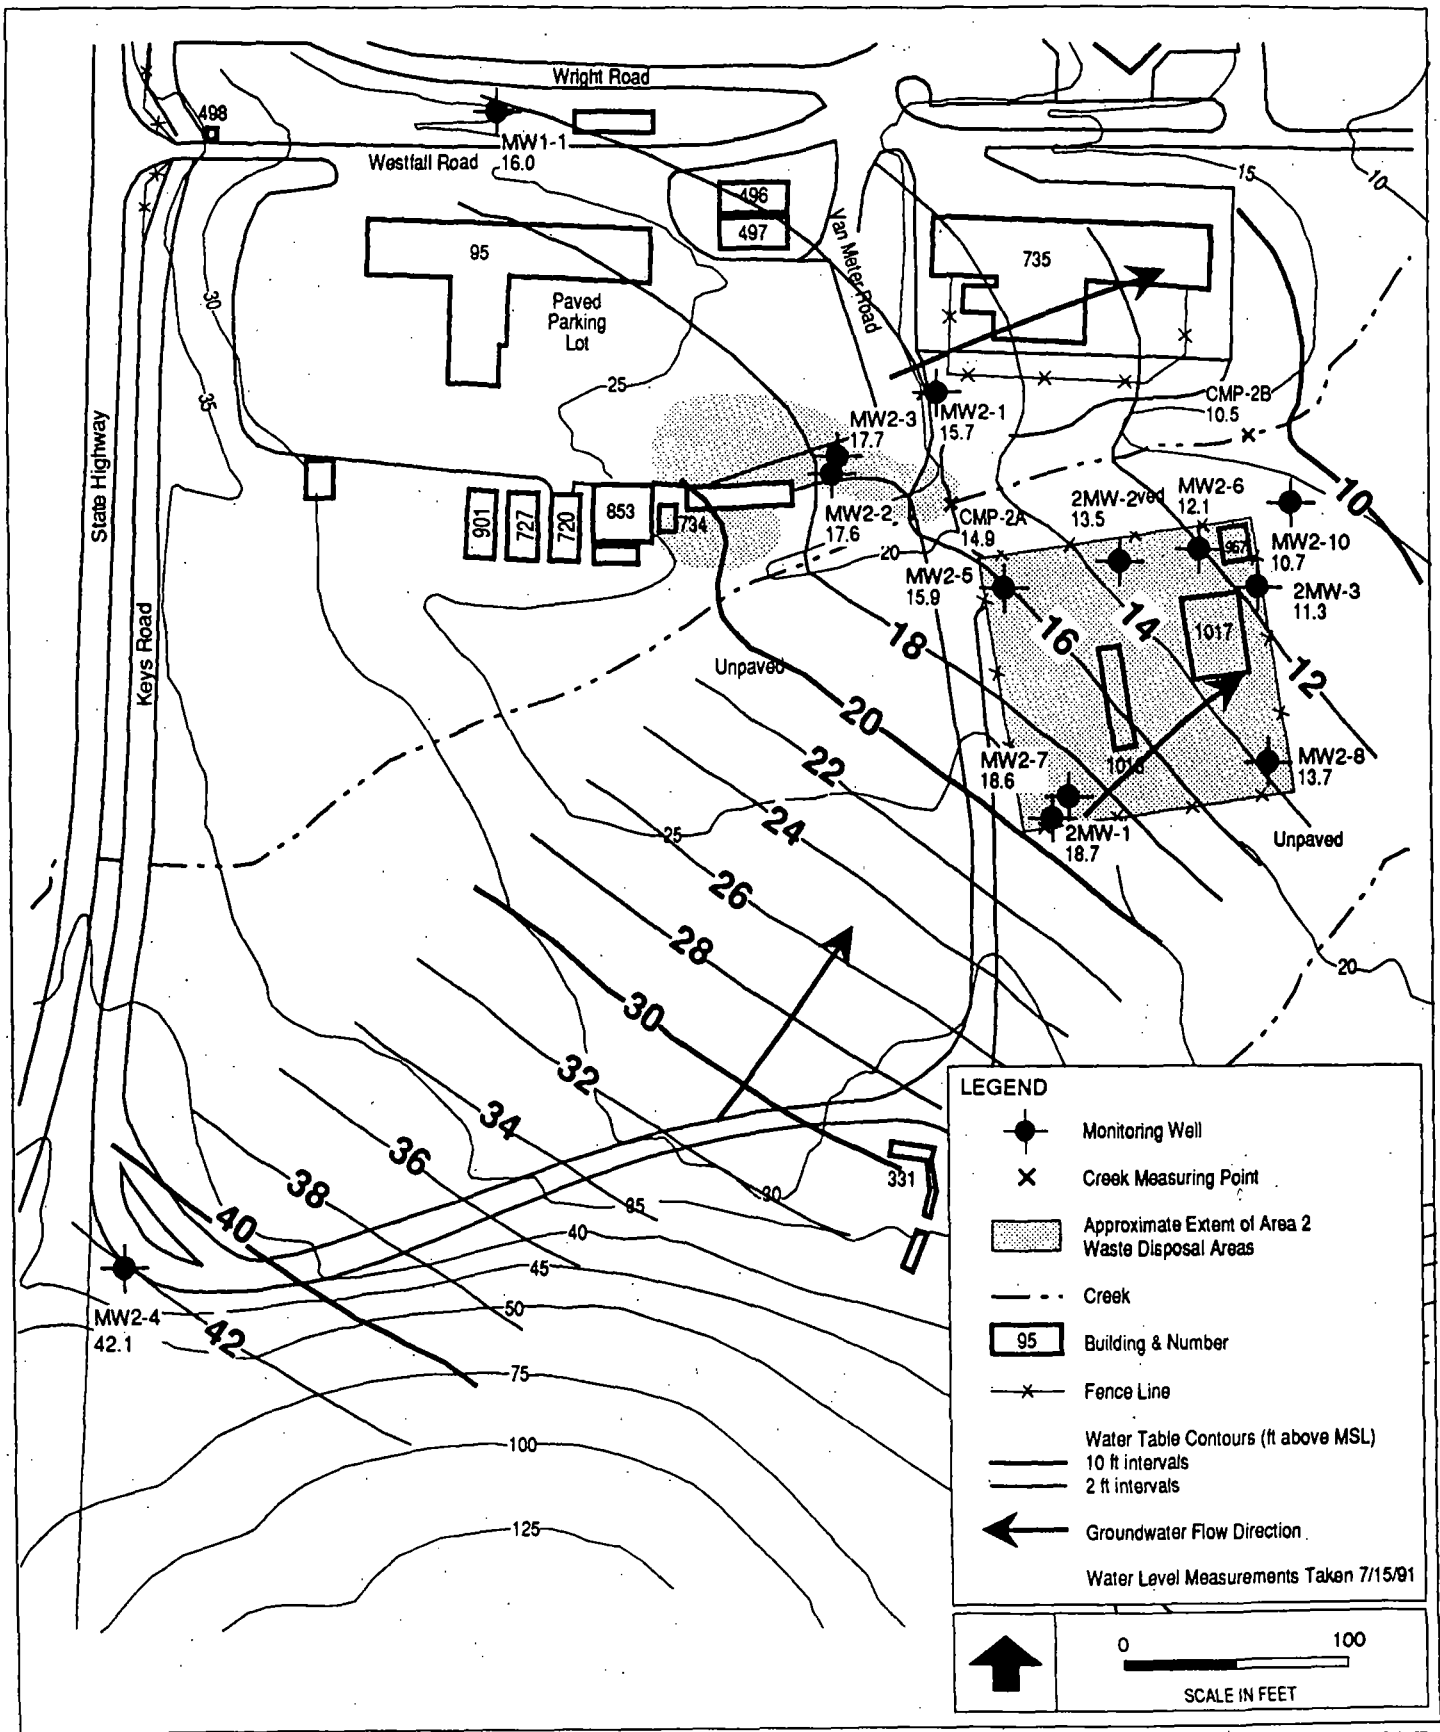 Wright Road
498
MW1-1
16.0
Westfall Road
15
10
496
497
Van Meter Road
95
735
30
Paved
Parking
Lot
25
35
CMP-2B
10.5
MW2-3
17.7
MW2-1
15.7
State Highway
Keys Road
901
727
720
853
734
MW2-2
17.6
20
CMP-2A
14.9
2MW-2
13.5
MW2-6
12.1
10
MW2-10
10.7
967
MW2-5
15.9
2MW-3
11.3
18
16
14
1017
12
Unpaved
20
22
MW2-7
18.6
MW2-8
13.7
24
25
2MW-1
18.7
Unpaved
26
28
20
30
32
34
36
38
40
331
30
35
40
45
50
MW2-4
42.1
42
75
100
125
LEGEND
Monitoring Well
Creek Measuring Point
Approximate Extent of Area 2
Waste Disposal Areas
Creek
95
Building & Number
Fence Line
Water Table Contours (ft above MSL)
10 ft intervals
2 ft intervals
Groundwater Flow Direction
Water Level Measurements Taken 7/15/91
0
100
SCALE IN FEET